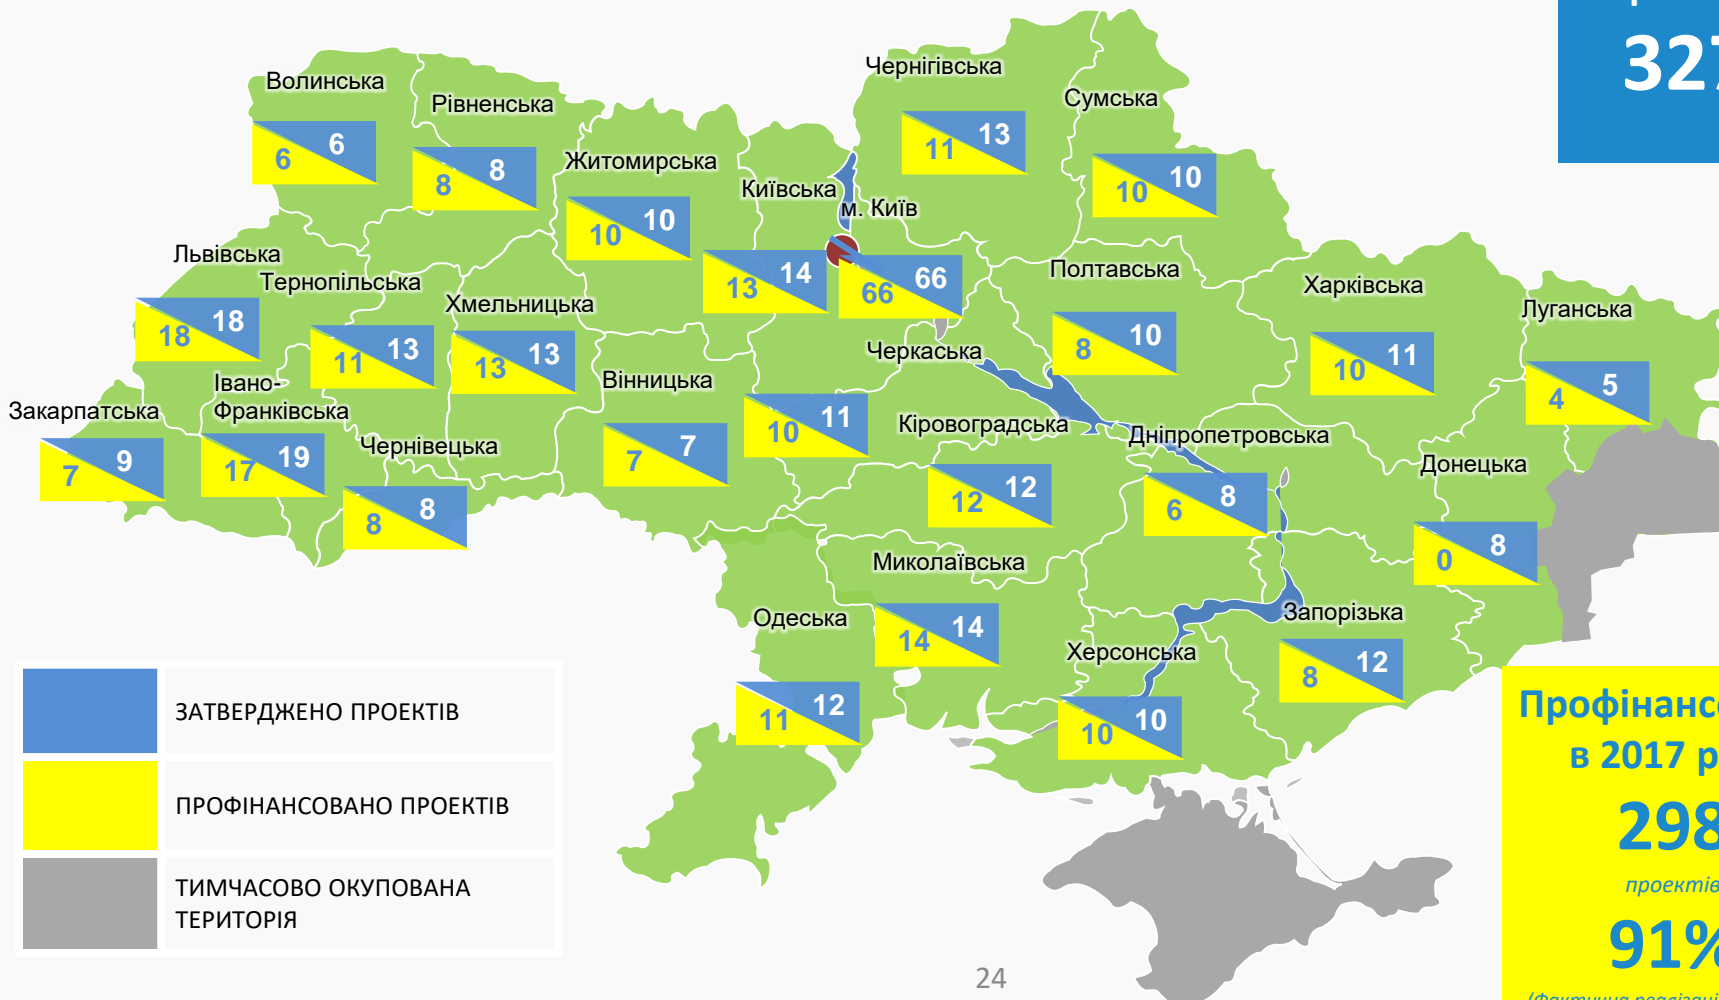 327
Чернігівська
Волинська
Сумська
Рівненська
11 13
6 6
Житомирська
8 8
Київська
10 10
м. Київ
10 10
Львівська
Полтавська
Тернопільська
13 14
66 66
Харківська
Хмельницька
Луганська
18 18
8 10
11 13
13 13
Черкаська
10 11
Вінницька
Івано-
Франківська
4 5
Закарпатська
10 11
Кіровоградська
Дніпропетровська
Чернівецька
7 7
7 9
17 19
Донецька
12 12
6 8
8 8
0 8
Миколаївська
Одеська
Запорізька
14 14
Херсонська
8 12
11 12
10 10
ЗАТВЕРДЖЕНО ПРОЕКТІВ
ПРОФІНАНСОВАНО ПРОЕКТІВ
ТИМЧАСОВО ОКУПОВАНА
ТЕРИТОРІЯ
в 2017 р
298
проектів
91%
24